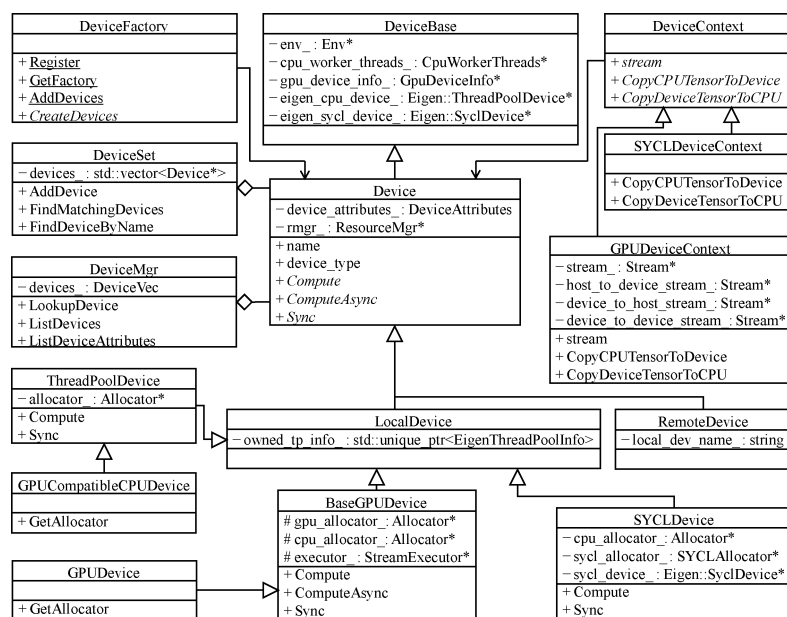 DeviceFactory
+ Register
+ GetFactory
+ AddDevices
+ CreateDevices
DeviceBase
− env_ : Env*
− cpu_worker_threads_ : CpuWorkerThreads*
− gpu_device_info_ : GpuDeviceInfo*
− eigen_cpu_device_ : Eigen::ThreadPoolDevice*
− eigen_sycl_device_ : Eigen::SyclDevice*
DeviceContext
+ stream
+ CopyCPUTensorToDevice
+ CopyDeviceTensorToCPU
DeviceSet
− devices_ : std::vector<Device*>
+ AddDevice
+ FindMatchingDevices
+ FindDeviceByName
Device
− device_attributes_ : DeviceAttributes
− rmgr_ : ResourceMgr*
+ name
+ device_type
+ Compute
+ ComputeAsync
+ Sync
SYCLDeviceContext
+ CopyCPUTensorToDevice
+ CopyDeviceTensorToCPU
DeviceMgr
− devices_ : DeviceVec
+ LookupDevice
+ ListDevices
+ ListDeviceAttributes
GPUDeviceContext
− stream_ : Stream*
− host_to_device_stream_ : Stream*
− device_to_host_stream_ : Stream*
− device_to_device_stream_ : Stream*
+ stream
+ CopyCPUTensorToDevice
+ CopyDeviceTensorToCPU
ThreadPoolDevice
− allocator_ : Allocator*
+ Compute
+ Sync
LocalDevice
− owned_tp_info_ : std::unique_ptr<EigenThreadPoolInfo>
RemoteDevice
− local_dev_name_ : string
GPUCompatibleCPUDevice
+ GetAllocator
BaseGPUDevice
# gpu_allocator_ : Allocator*
# cpu_allocator_ : Allocator*
# executor_ : StreamExecutor*
+ Compute
+ ComputeAsync
+ Sync
SYCLDevice
− cpu_allocator_ : Allocator*
− sycl_allocator_ : SYCLAllocator*
− sycl_device_ : Eigen::SyclDevice*
+ Compute
+ Sync
GPUDevice
+ GetAllocator